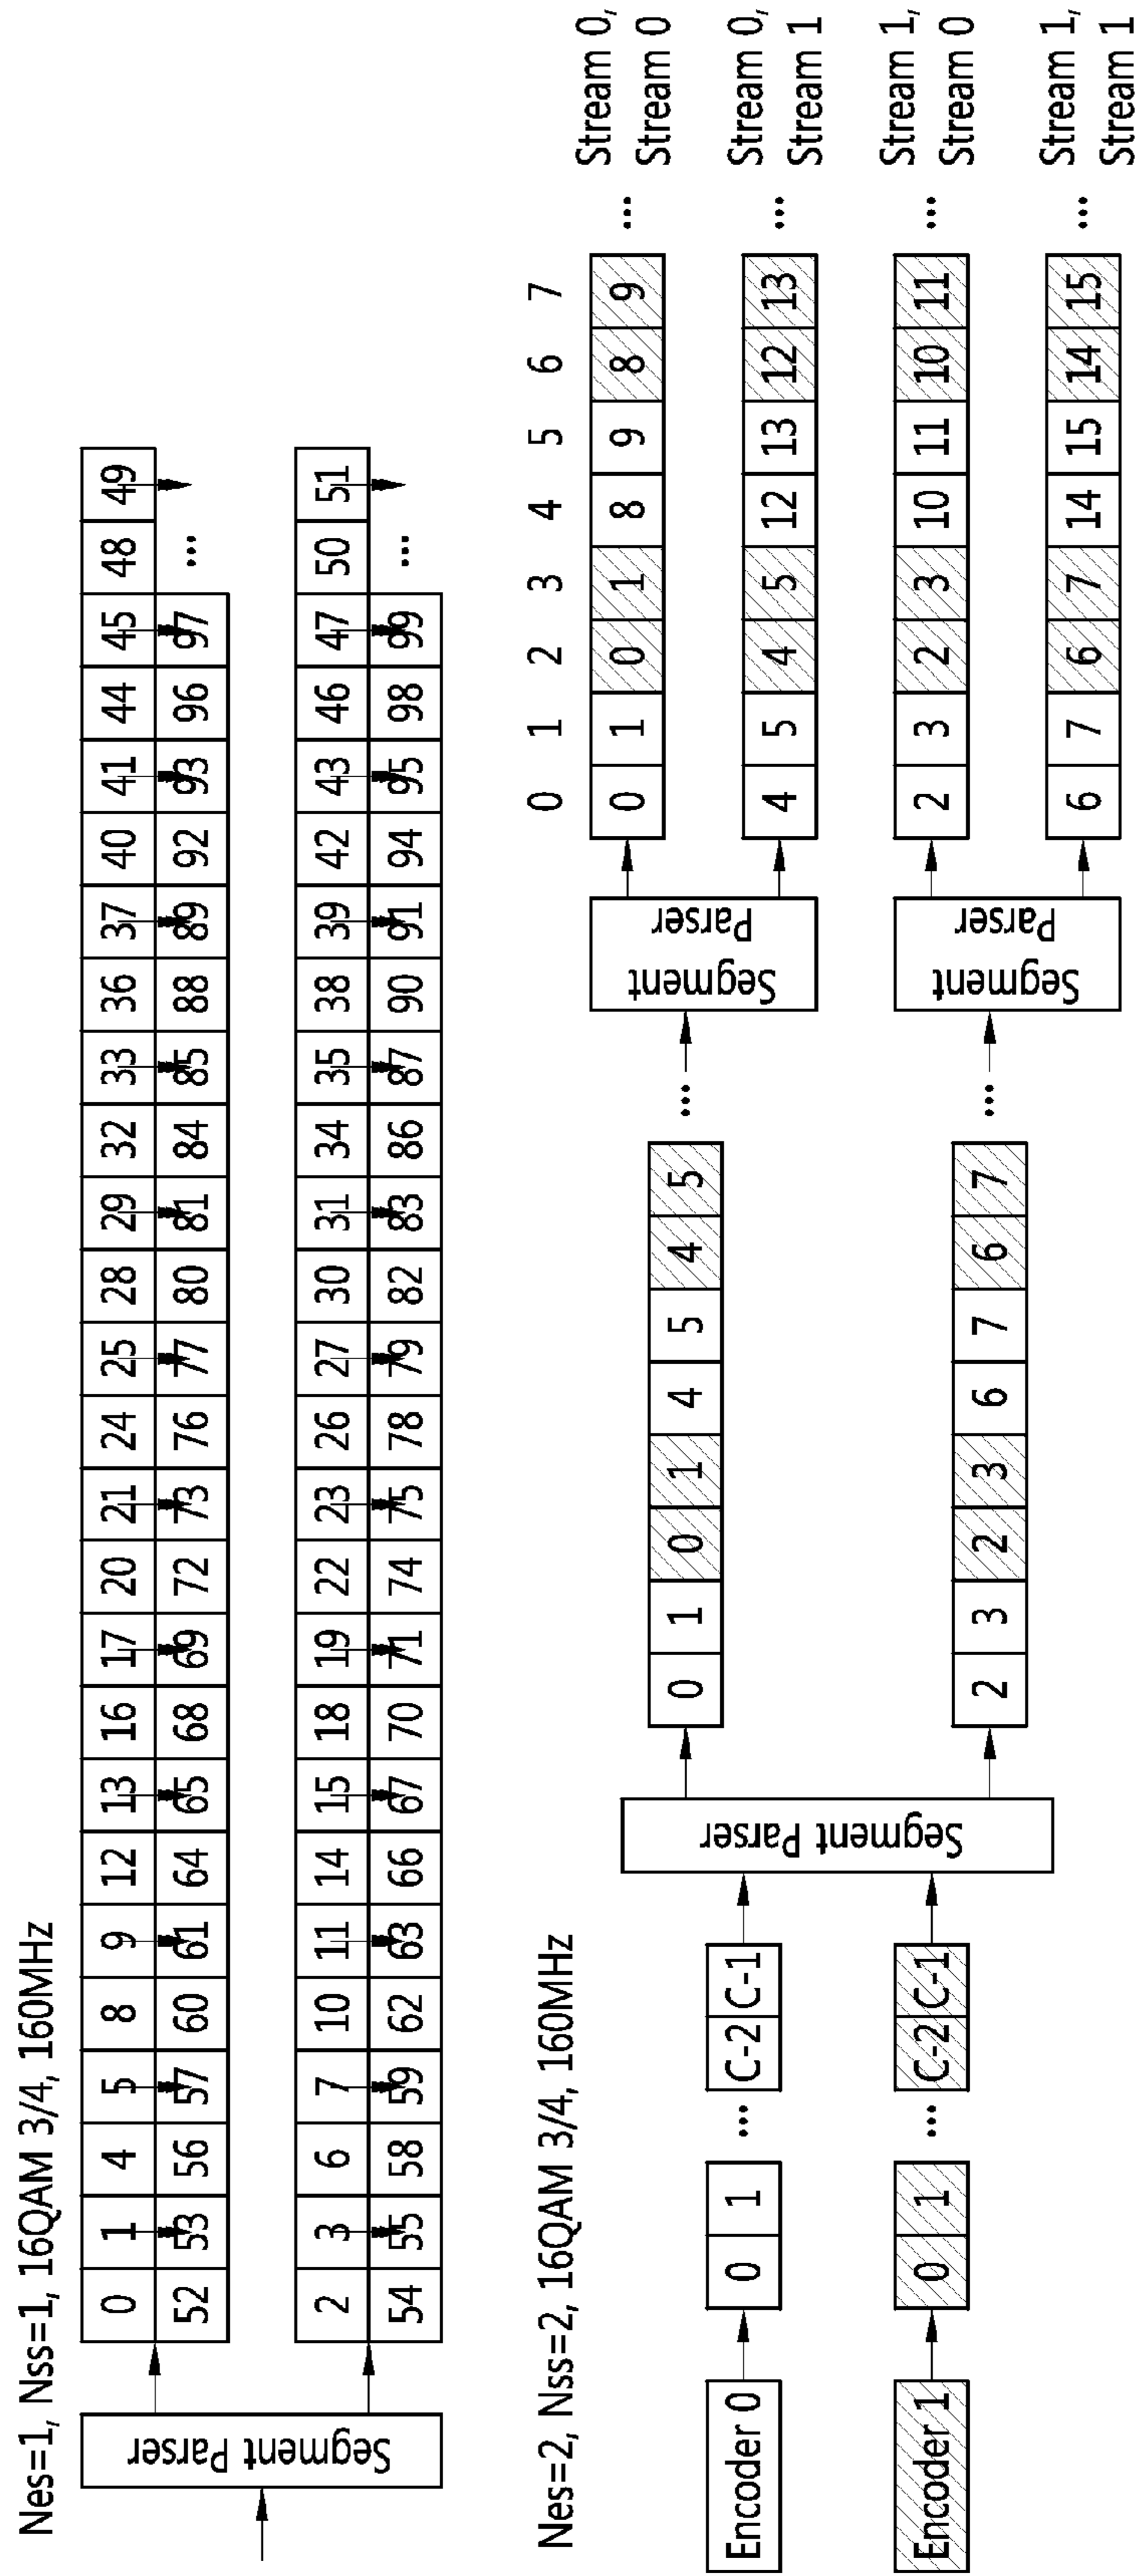 Nes=1, Nss=1, 16QAM 3/4, 160MHz
Segment Parser
0 1 4 5 8 9 12 13 16 17 20 21 24 25 28 29 32 33 36 37 40 41 44 45 48 49
52 53 56 57 60 61 64 65 68 69 72 73 76 77 80 81 84 85 88 89 92 93 96 97 ...
2 3 6 7 10 11 14 15 18 19 22 23 26 27 30 31 34 35 38 39 42 43 46 47 50 51
54 55 58 59 62 63 66 67 70 71 74 75 78 79 82 83 86 87 90 91 94 95 98 99 ...
Nes=2, Nss=2, 16QAM 3/4, 160MHz
Encoder 0
0 1 ... C-2 C-1
Encoder 1
0 1 ... C-2 C-1
Segment Parser
0 1 0 1 4 5 4 5 ...
2 3 2 3 6 7 6 7 ...
Segment
Parser
Segment
Parser
0 1 2 3 4 5 6 7
0 1 0 1 8 9 8 9 ...
Stream 0,
Stream 0
4 5 4 5 12 13 12 13 ...
Stream 0,
Stream 1
2 3 2 3 10 11 10 11 ...
Stream 1,
Stream 0
6 7 6 7 14 15 14 15 ...
Stream 1,
Stream 1